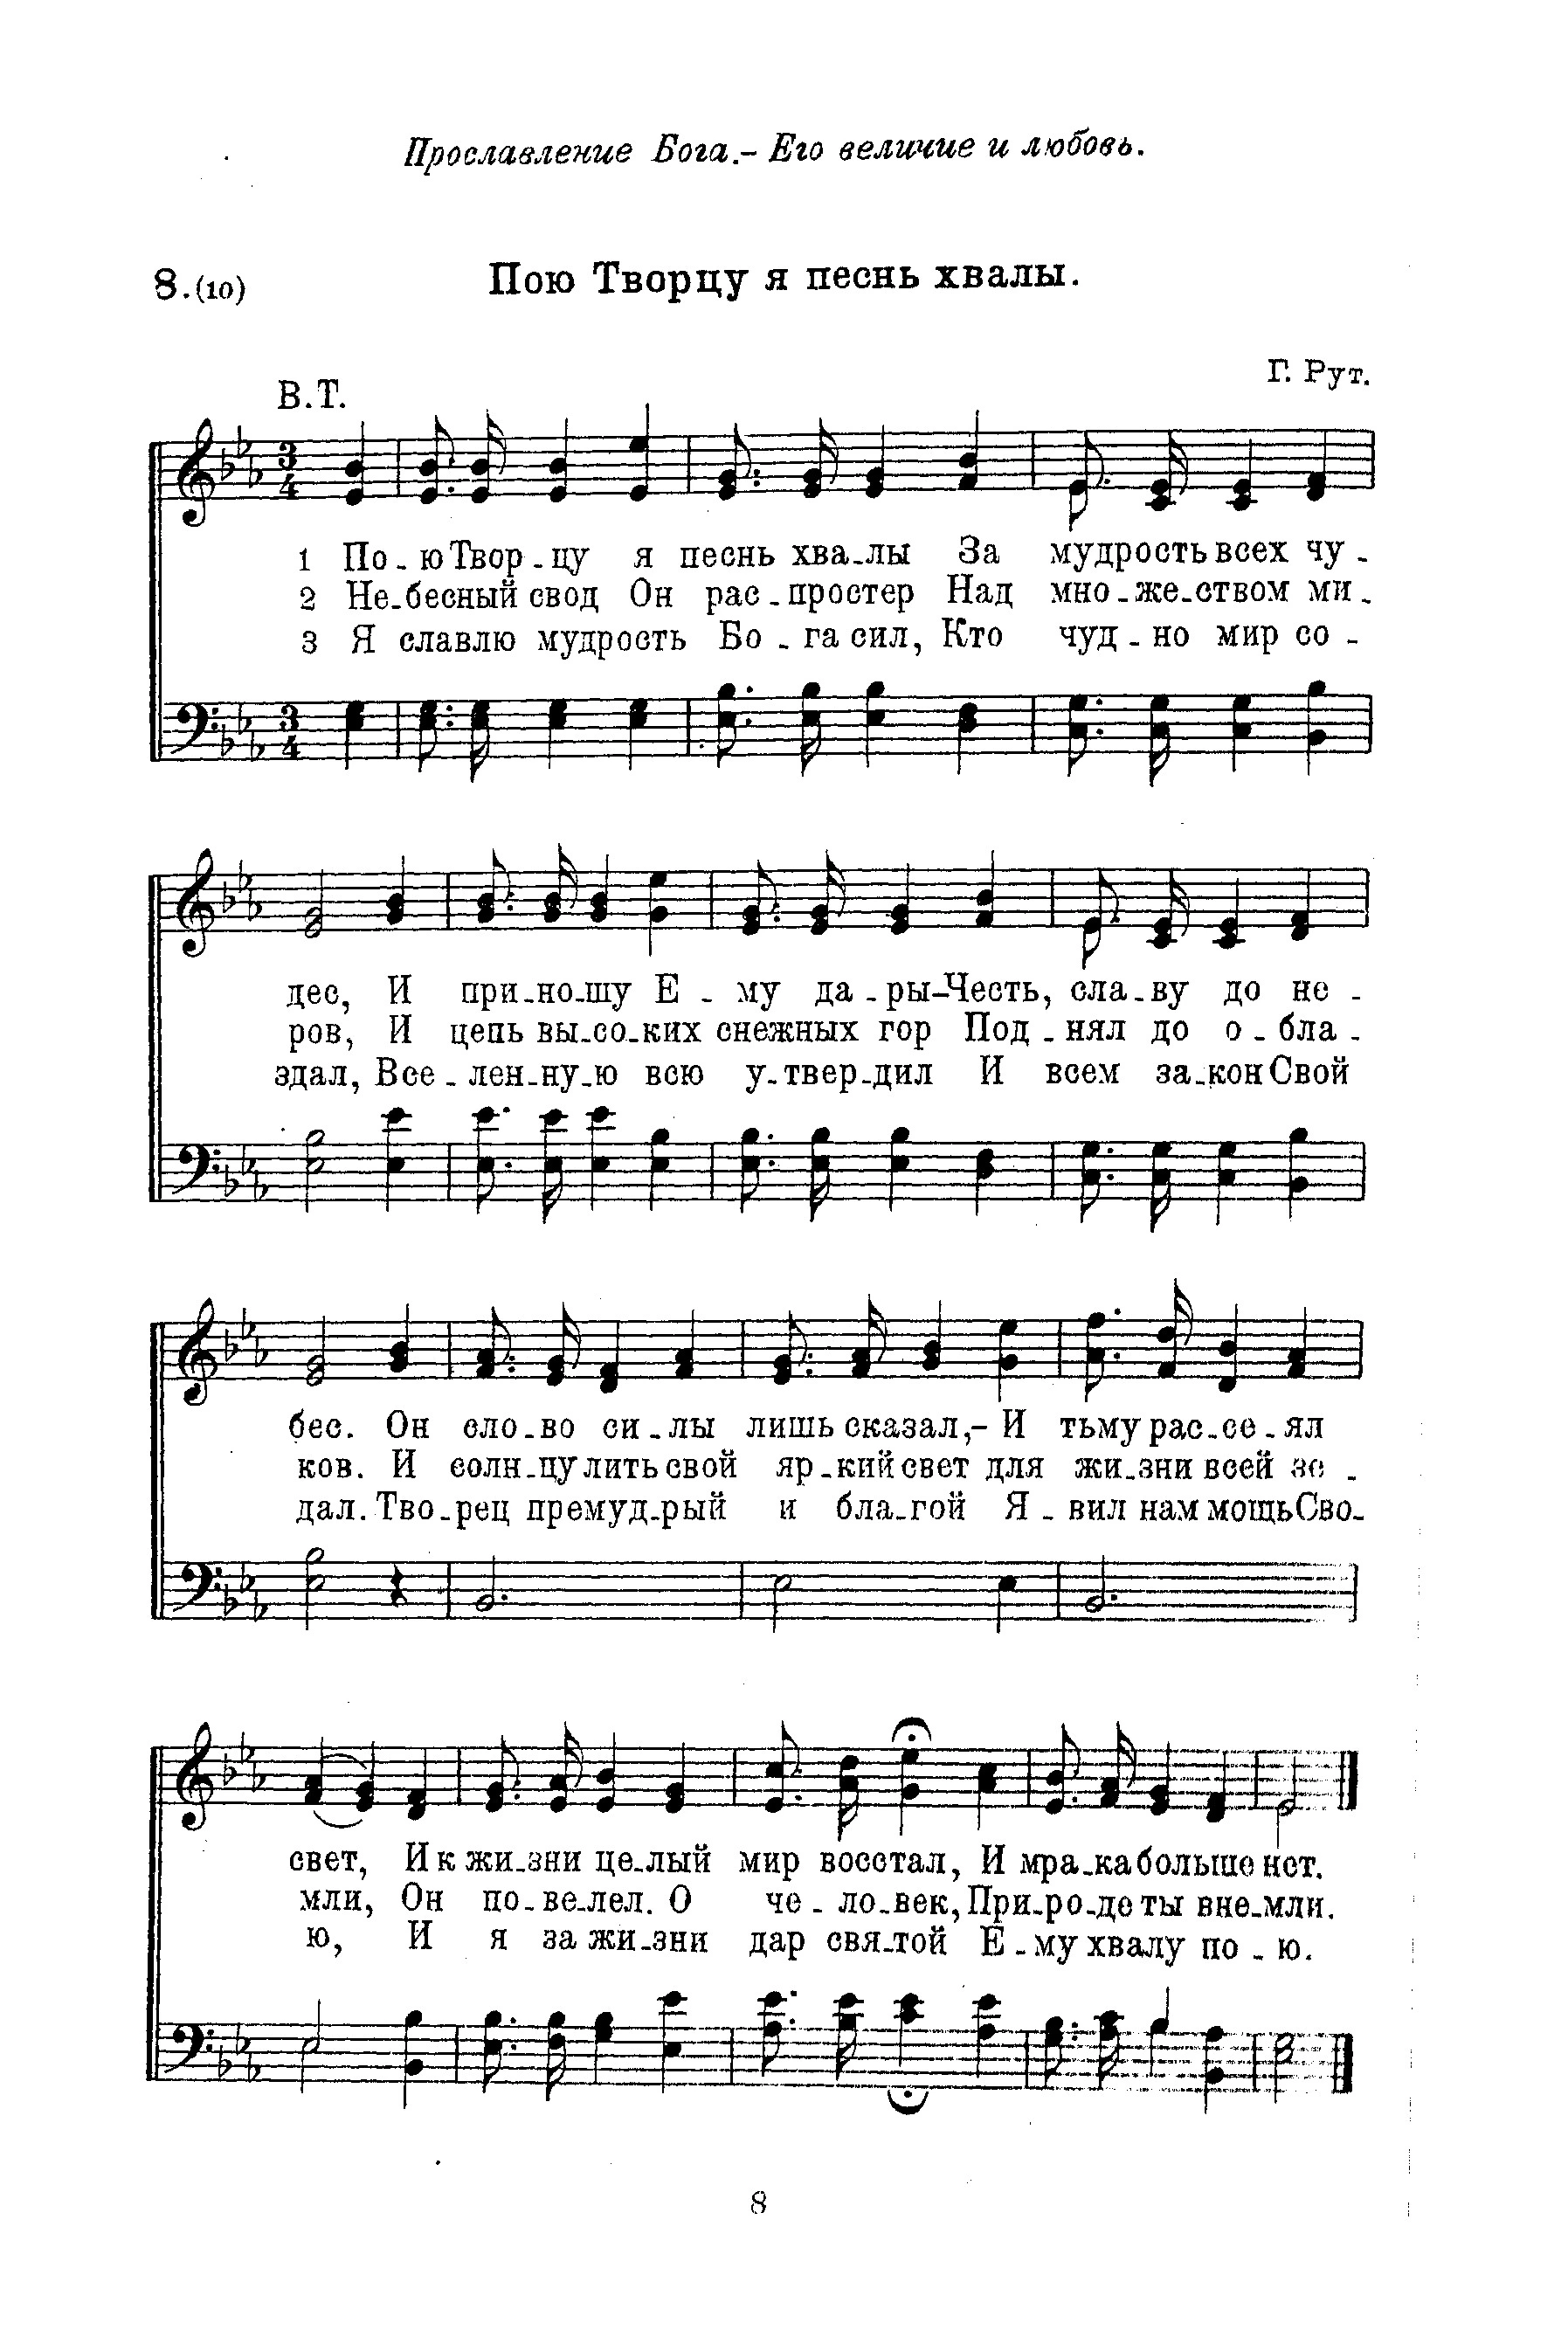 Прославление Бога.- Его величие и любовь.
8.(10)
Пою Творцу я песнь хвалы.
Г. Рут.
В.Т.
3 4
1 По-ю Твор-цу я песнь хва-лы За мудрость всех чу-
2 Не-бесный свод Он рас-простер Над мно-же-ством ми-
3 Я славлю мудрость Бо-га сил, Кто чуд-но мир со-
3 4
дес, И при-но-шу Е-му да-ры-Честь, сла-ву до не-
ров, И цепь вы-со-ких снежных гор Под-нял до о-бла-
здал, Все-лен-ну-ю всю у-твер-дил И всем за-кон Свой
бес. Он сло-во си-лы лишь сказал,- И тьму рас-се-ял
ков. И солн-цу лить свой яр-кий свет для жи-зни всей зе-
дал. Тво-рец премуд-рый и бла-гой Я-вил нам мощь Сво-
свет, И к жи-зни це-лый мир восстал, И мра-ка больше нет.
мли, Он по-ве-лел. О че-ло-век, При-ро-де ты вне-мли.
ю, И я за жи-зни дар свя-той Е-му хвалу по-ю.
8